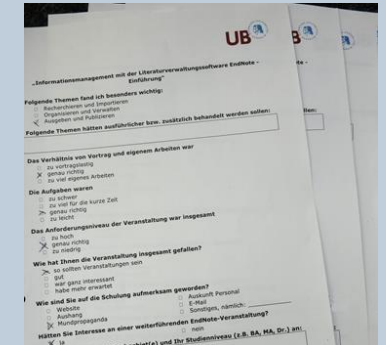 UB
„Informationsmanagement mit der Literaturverwaltungssoftware EndNote -
Einführung“
Folgende Themen fand ich besonders wichtig:
Recherchieren und Importieren
Organisieren und Verwalten
Ausgeben und Publizieren
Folgende Themen hätten ausführlicher bzw. zusätzlich behandelt werden sollen:
Das Verhältnis von Vortrag und eigenem Arbeiten war
zu vortragslastig
genau richtig
zu viel eigenes Arbeiten
Die Aufgaben waren
zu schwer
zu viel für die kurze Zeit
genau richtig
zu leicht
Das Anforderungsniveau der Veranstaltung war insgesamt
zu hoch
genau richtig
zu niedrig
Wie hat Ihnen die Veranstaltung insgesamt gefallen?
so sollten Veranstaltungen sein
gut
war ganz interessant
habe mehr erwartet
Wie sind Sie auf die Schulung aufmerksam geworden?
Website
Aushang
Mundpropaganda
Auskunft Personal
E-Mail
Sonstiges, nämlich:
Hätten Sie Interesse an einer weiterführenden EndNote-Veranstaltung?
ja
nein
und Ihr Studienniveau (z.B. BA, MA, Dr.) an:
B
llen: